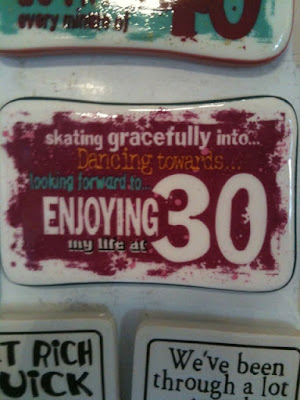 every minute of
skating gracefully into...
Dancing towards...
looking forward to...
ENJOYING
my life at
30
RICH
We've been
through a lot